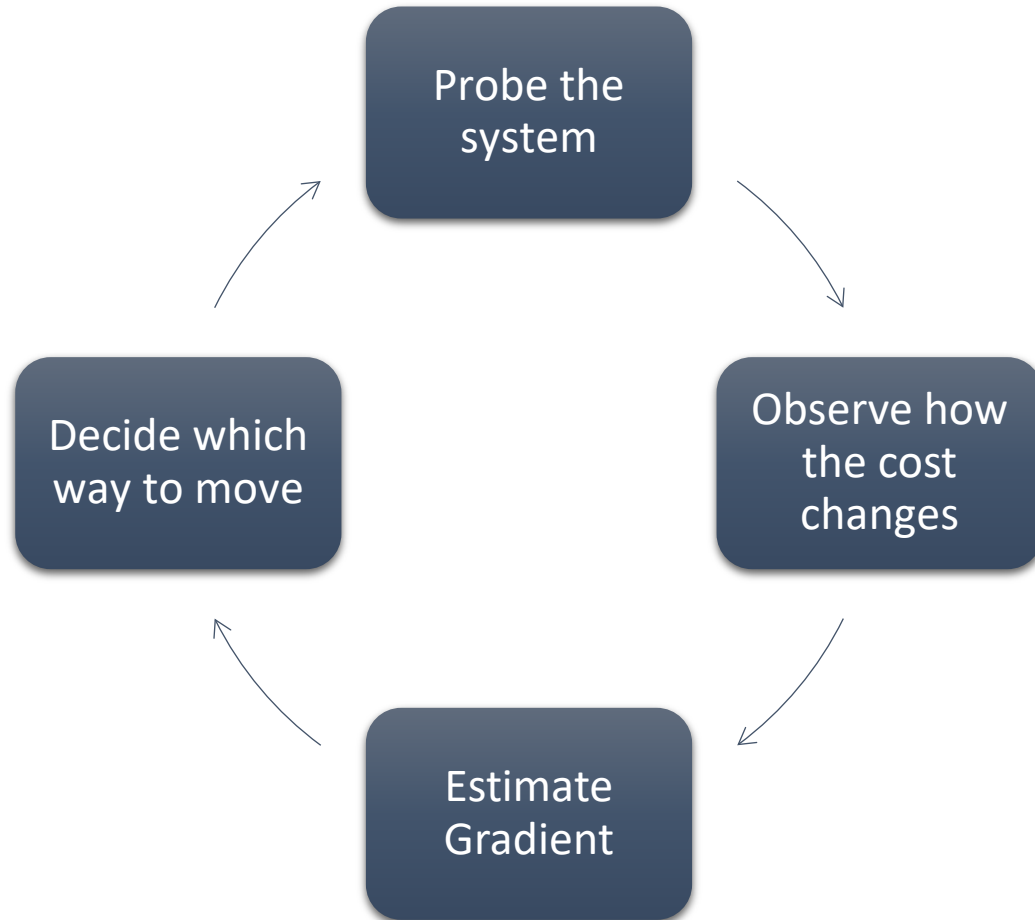 Probe the
system
Observe how
the cost
changes
Estimate
Gradient
Decide which
way to move